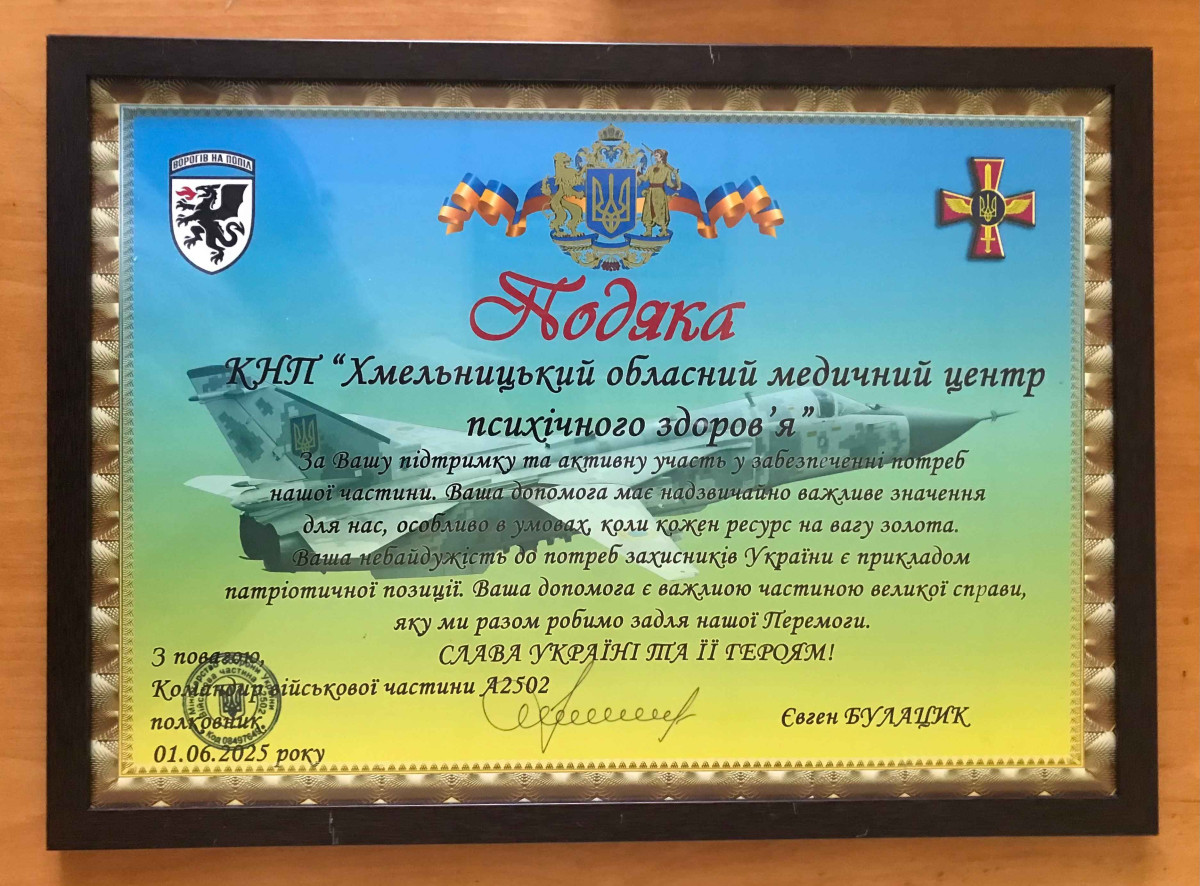 ВОРОГІВ НА ПОПІЛ
Подяка
КНП “Хмельницький обласний медичний центр
психічного здоров’я”
За Вашу підтримку та активну участь у забезпеченні потреб
нашої частини. Ваша допомога має надзвичайно важливе значення
для нас, особливо в умовах, коли кожен ресурс на вагу золота.
Ваша небайдужість до потреб захисників України є прикладом
патріотичної позиції. Ваша допомога є важлиою частиною великої справи,
яку ми разом робимо задля нашої Перемоги.
СЛАВА УКРАЇНІ ТА ЇЇ ГЕРОЯМ!
З повагою,
Командир військової частини А2502
полковник.
Євген БУЛАЦИК
01.06.2025 року